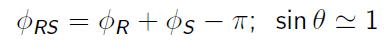 ϕ_RS = ϕ_R + ϕ_S − π; sin θ ≃ 1